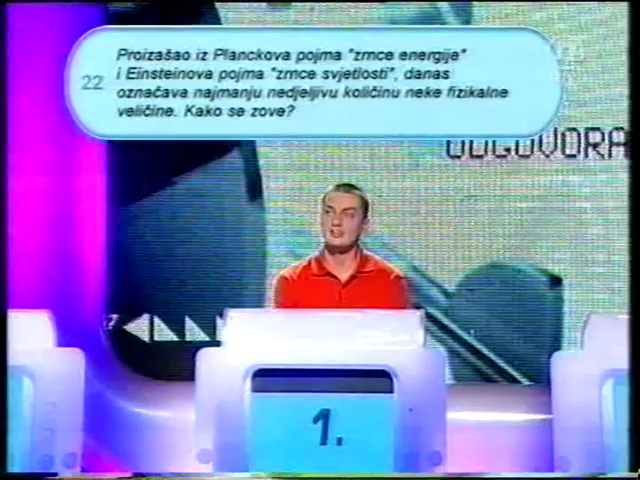 22
Proizašao iz Planckova pojma "zrnce energije"
i Einsteinova pojma "zrnce svjetlosti", danas
označava najmanju nedjeljivu količinu neke fizikalne
veličine. Kako se zove?
ODGOVORA
1.